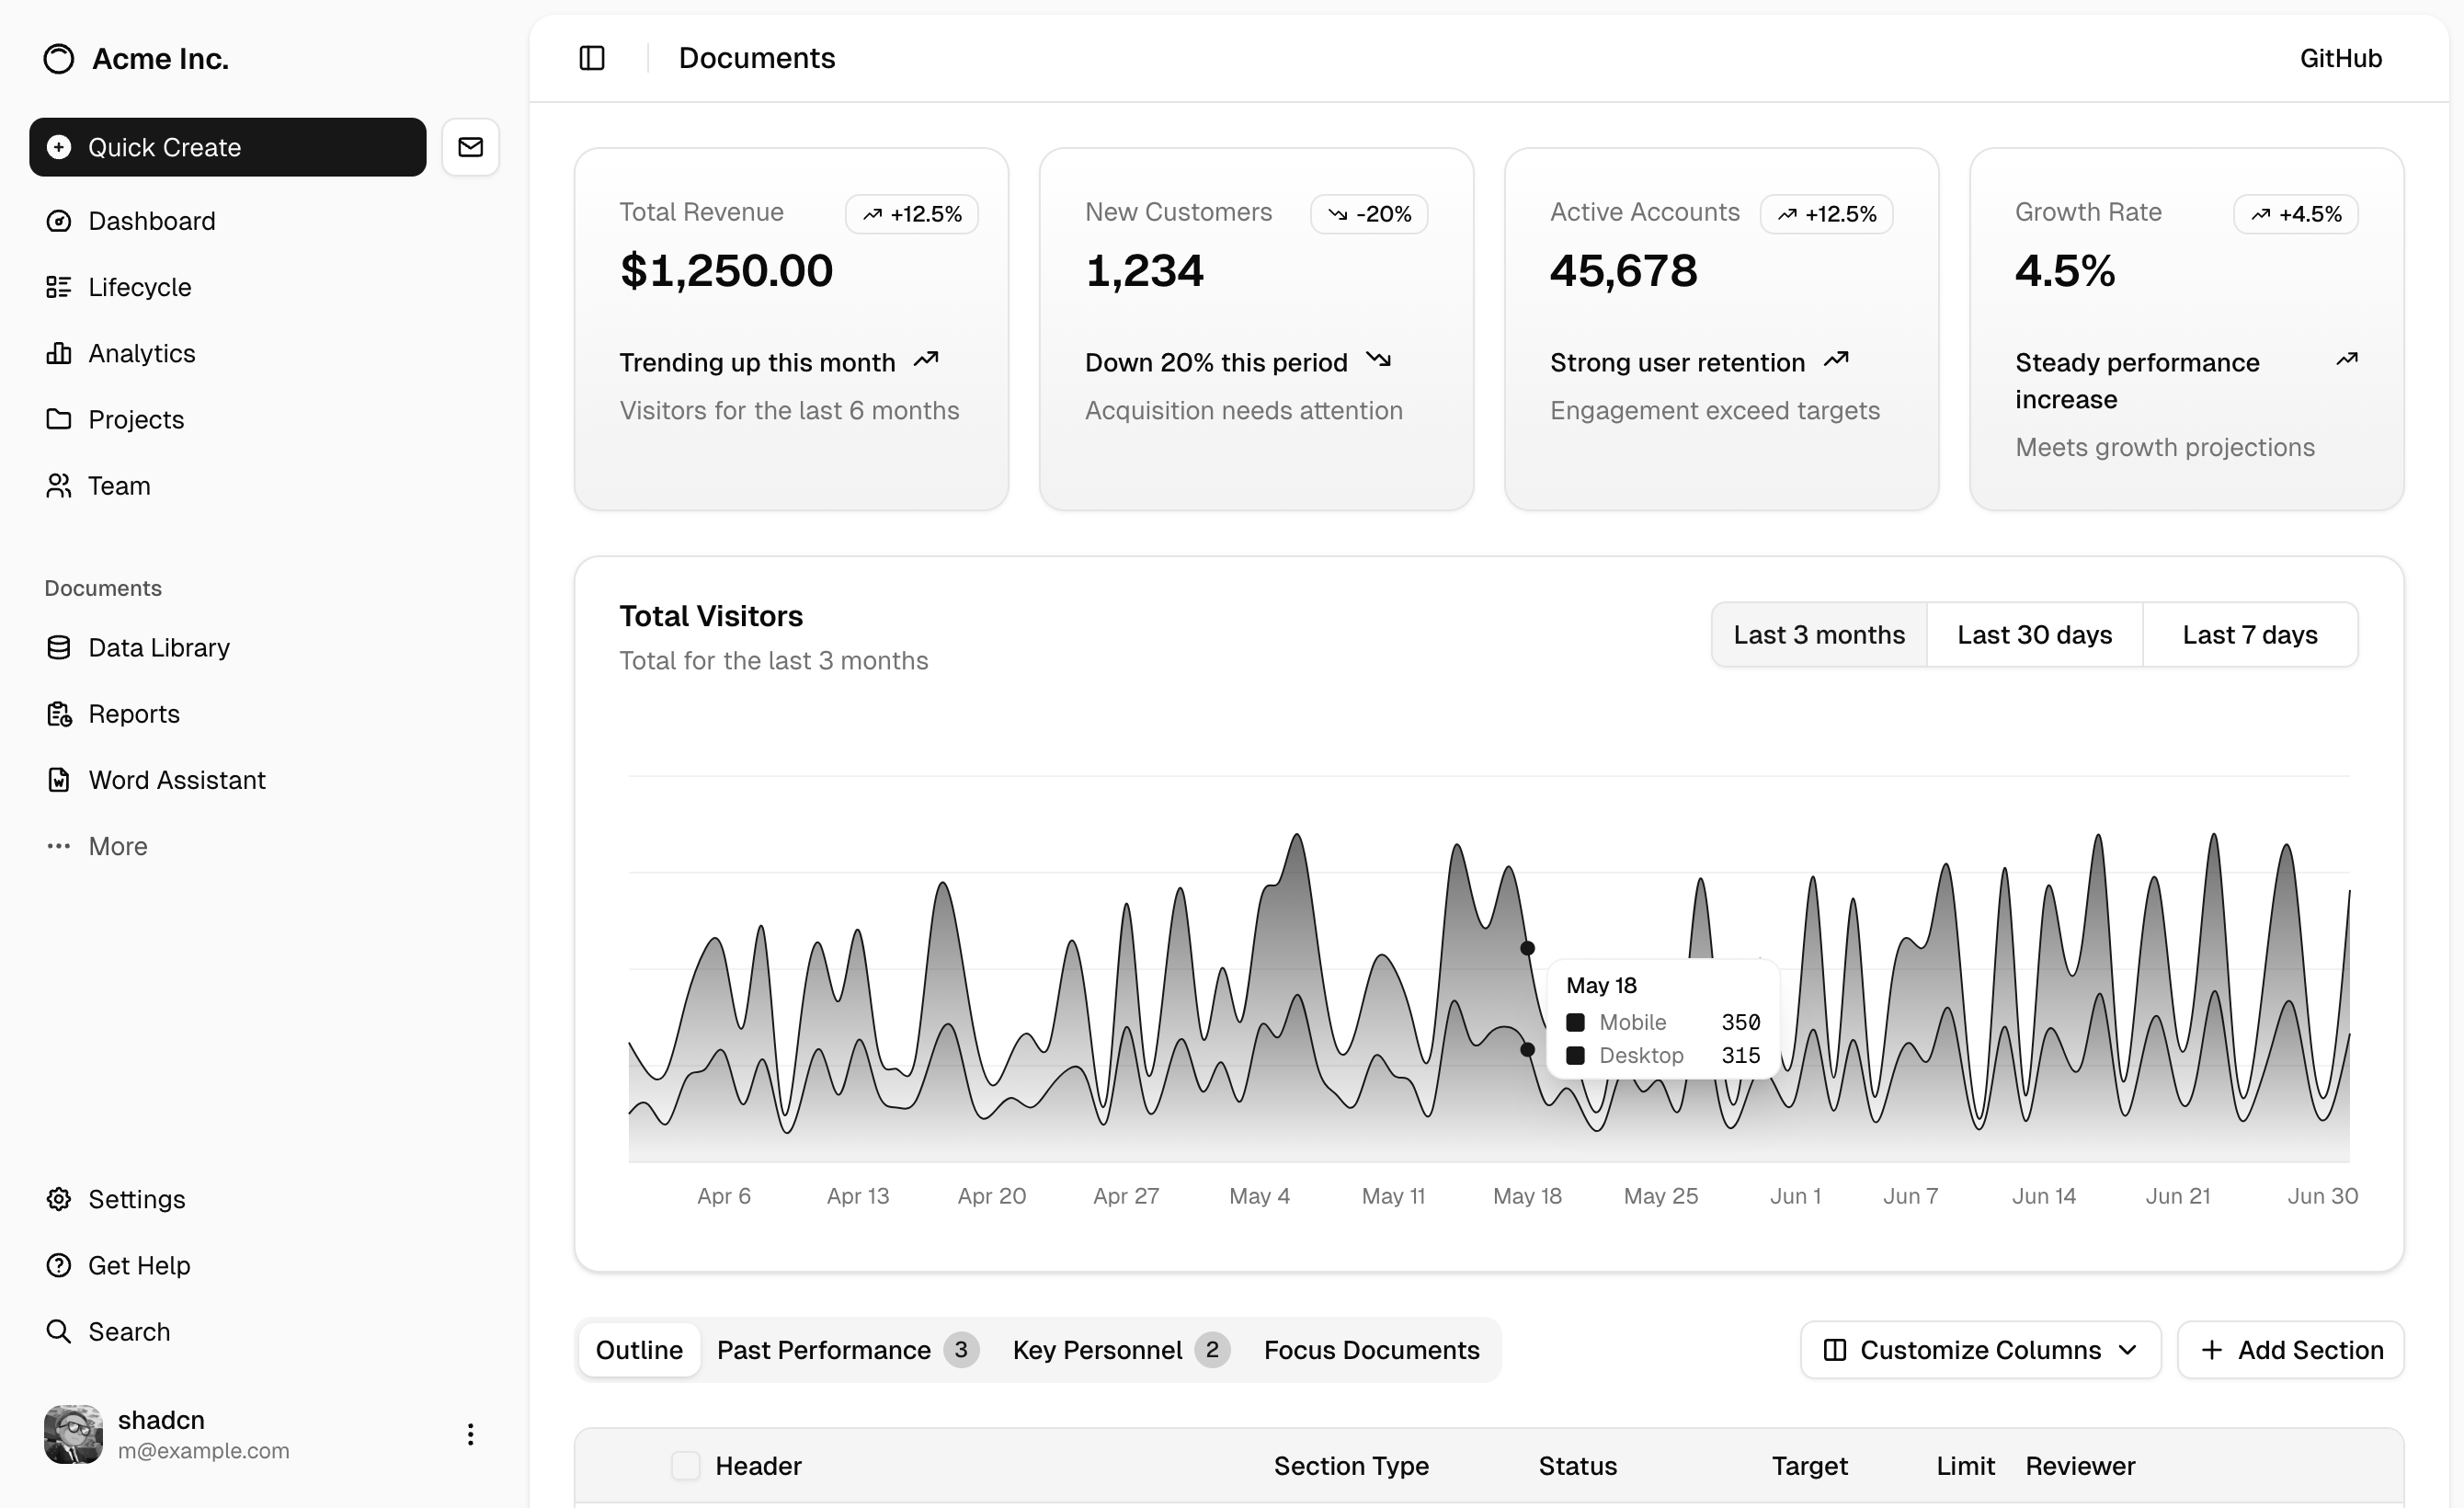 Acme Inc.
Quick Create
Dashboard
Lifecycle
Analytics
Projects
Team
Documents
Data Library
Reports
Word Assistant
More
Settings
Get Help
Search
shadcn
m@example.com
Documents
GitHub
Total Revenue
+12.5%
$1,250.00
Trending up this month
Visitors for the last 6 months
New Customers
-20%
1,234
Down 20% this period
Acquisition needs attention
Active Accounts
+12.5%
45,678
Strong user retention
Engagement exceed targets
Growth Rate
+4.5%
4.5%
Steady performance
increase
Meets growth projections
Total Visitors
Total for the last 3 months
Last 3 months
Last 30 days
Last 7 days
May 18
Mobile 350
Desktop 315
Apr 6
Apr 13
Apr 20
Apr 27
May 4
May 11
May 18
May 25
Jun 1
Jun 7
Jun 14
Jun 21
Jun 30
Outline
Past Performance 3
Key Personnel 2
Focus Documents
Customize Columns
Add Section
Header
Section Type
Status
Target
Limit
Reviewer